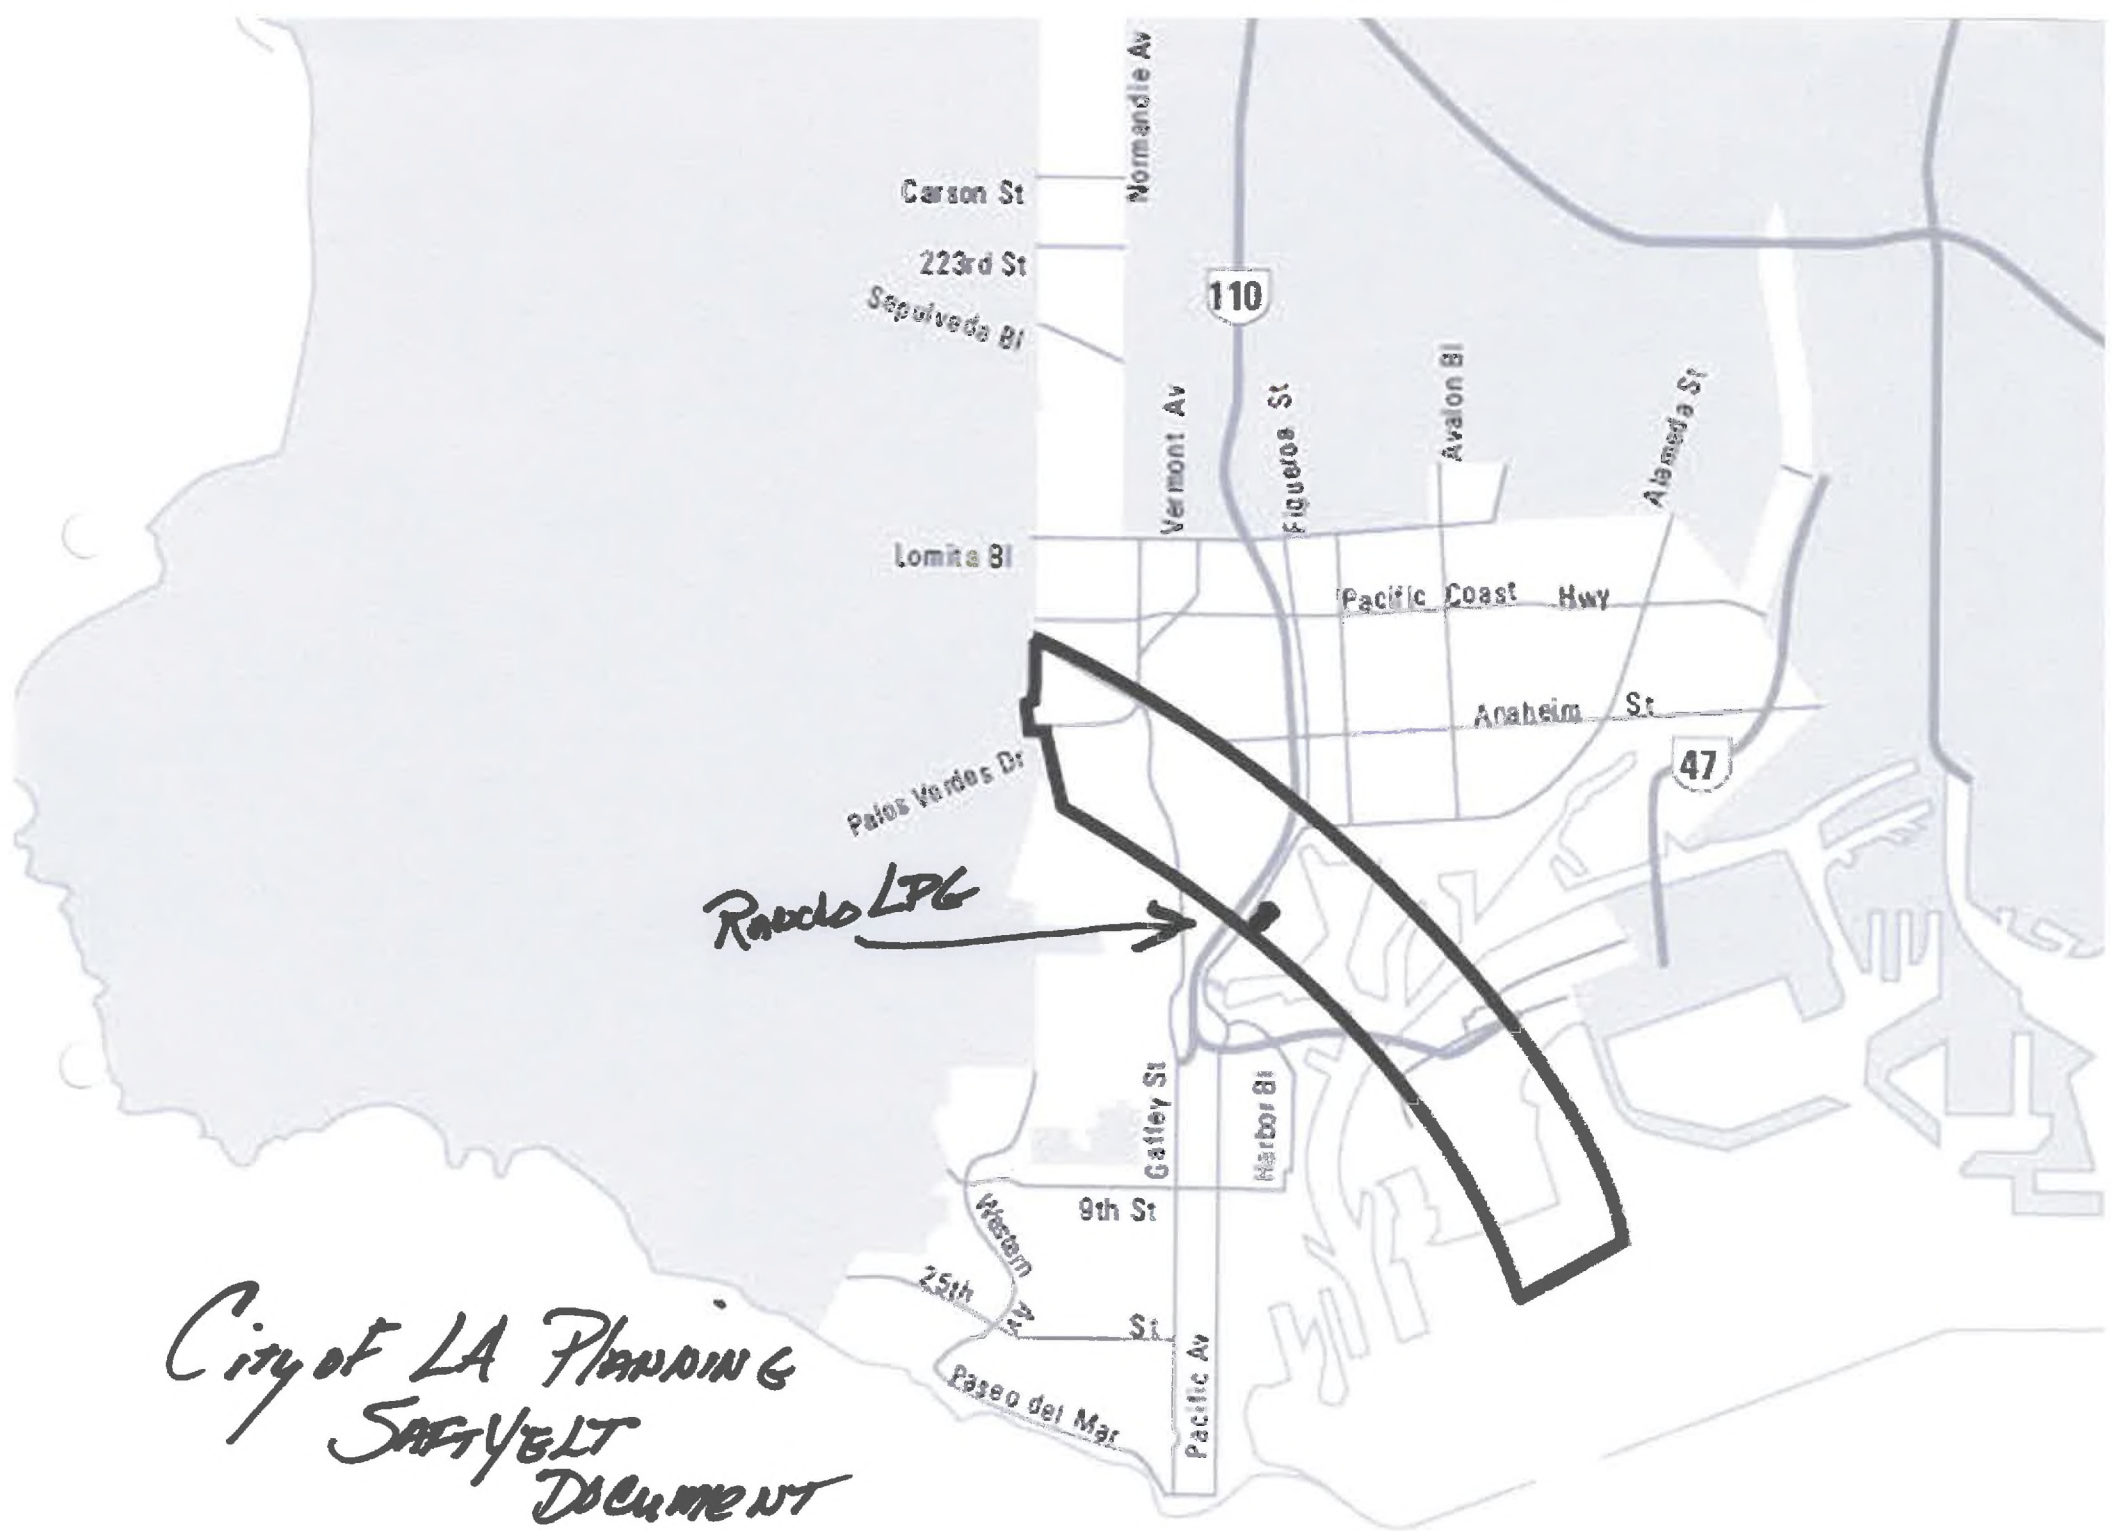 Normandie Av
Carson St
223rd St
Sepulveda Bl
110
Vermont Av
Figueroa St
Avalon Bl
Alameda St
Lomita Bl
Pacific Coast Hwy
Anaheim St
47
Palos Verdes Dr
Rancho LPG
Gaffey St
Harbor Bl
9th St
Western Av
25th St
Paseo del Mar
Pacific Av
City of LA Planning
Document